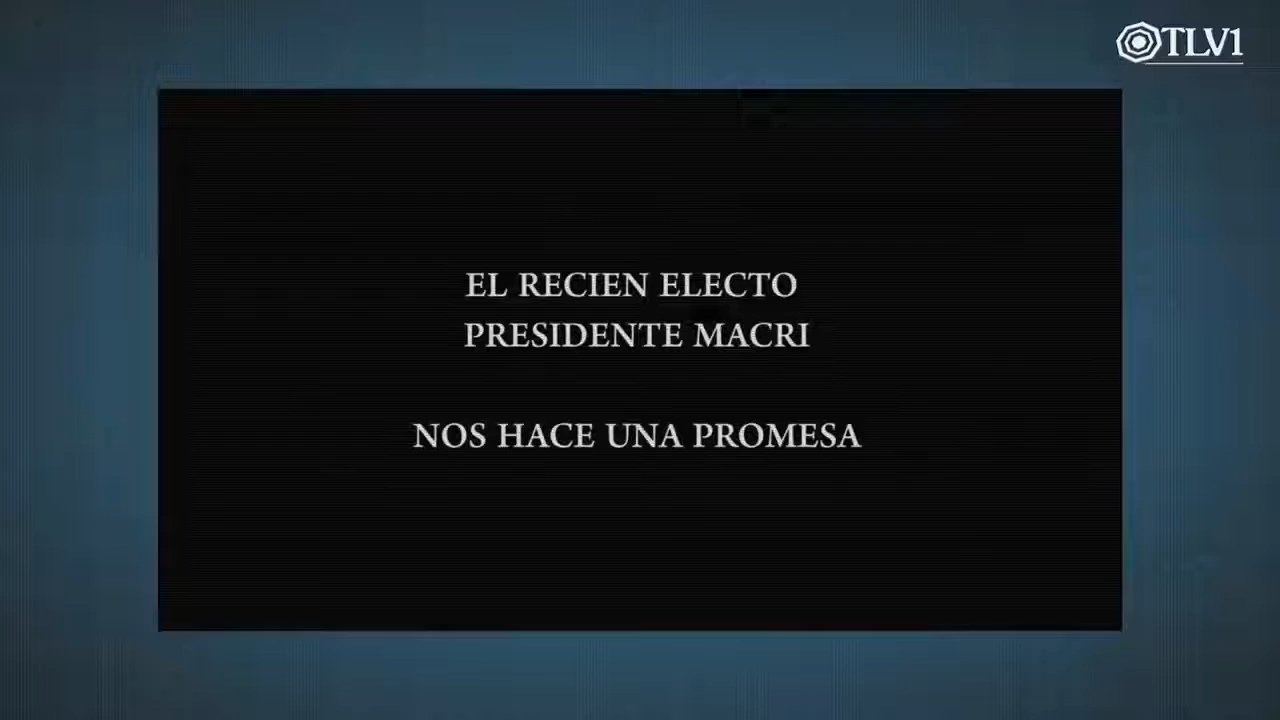 TLV1
EL RECIEN ELECTO
PRESIDENTE MACRI
NOS HACE UNA PROMESA